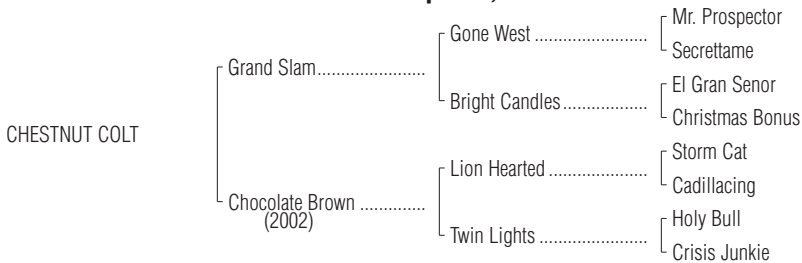 Mr. Prospector
Gone West ..........................
Secrettame
Grand Slam.........................
El Gran Senor
Bright Candles....................
Christmas Bonus
CHESTNUT COLT
Storm Cat
Lion Hearted .......................
Cadillacing
Chocolate Brown ...............
(2002)
Holy Bull
Twin Lights .........................
Crisis Junkie